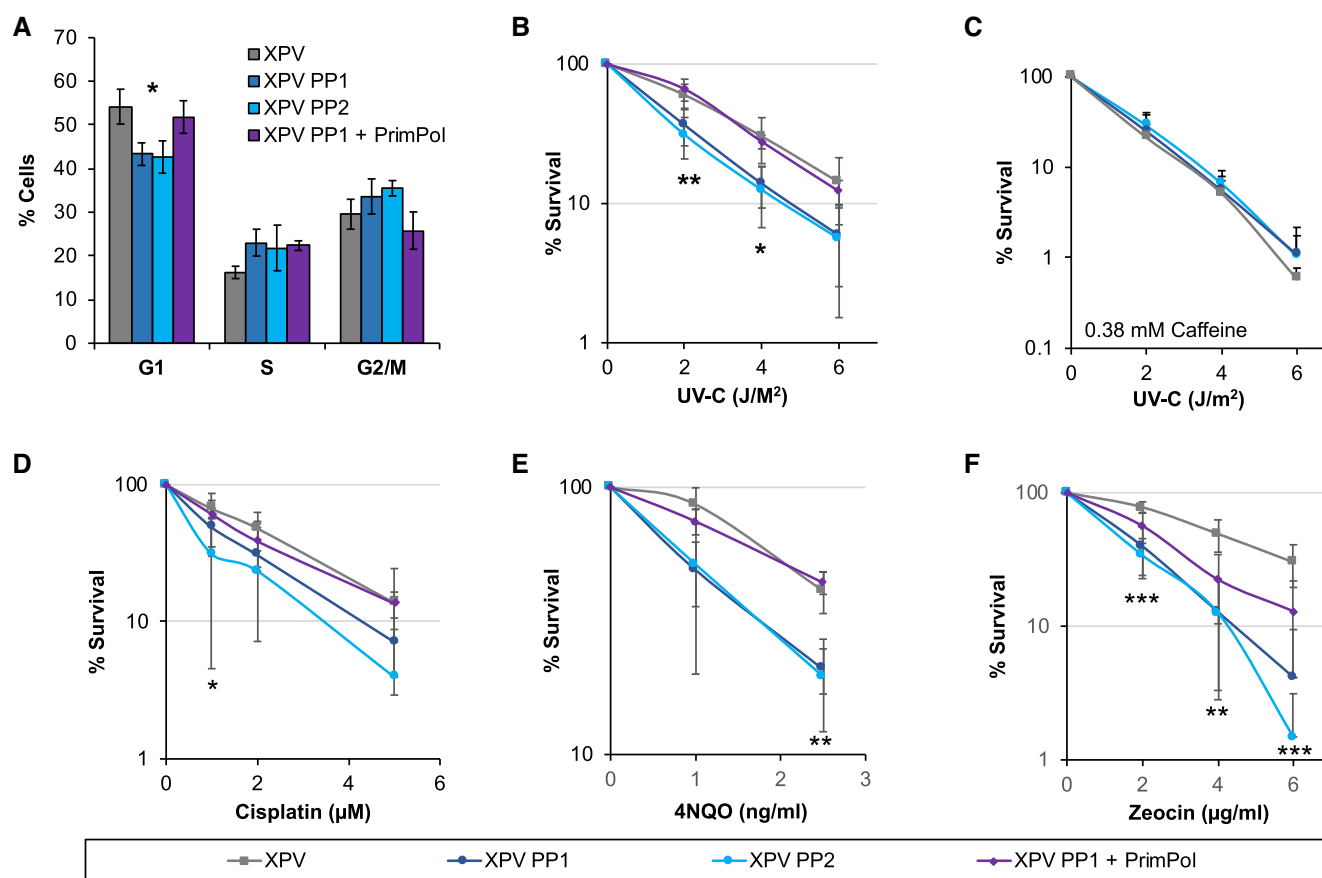 A
70
60
50
40
30
20
10
0
% Cells
XPV
XPV PP1
XPV PP2
XPV PP1 + PrimPol
*
G1 S G2/M
B
100
10
1
% Survival
**
*
0 2 4 6
UV-C (J/M²)
C
100
10
1
0.1
% Survival
0.38 mM Caffeine
0 2 4 6
UV-C (J/m²)
D
100
10
1
% Survival
*
0 2 4 6
Cisplatin (µM)
E
100
10
% Survival
**
0 1 2 3
4NQO (ng/ml)
F
100
10
1
% Survival
***
**
***
0 2 4 6
Zeocin (µg/ml)
XPV XPV PP1 XPV PP2 XPV PP1 + PrimPol